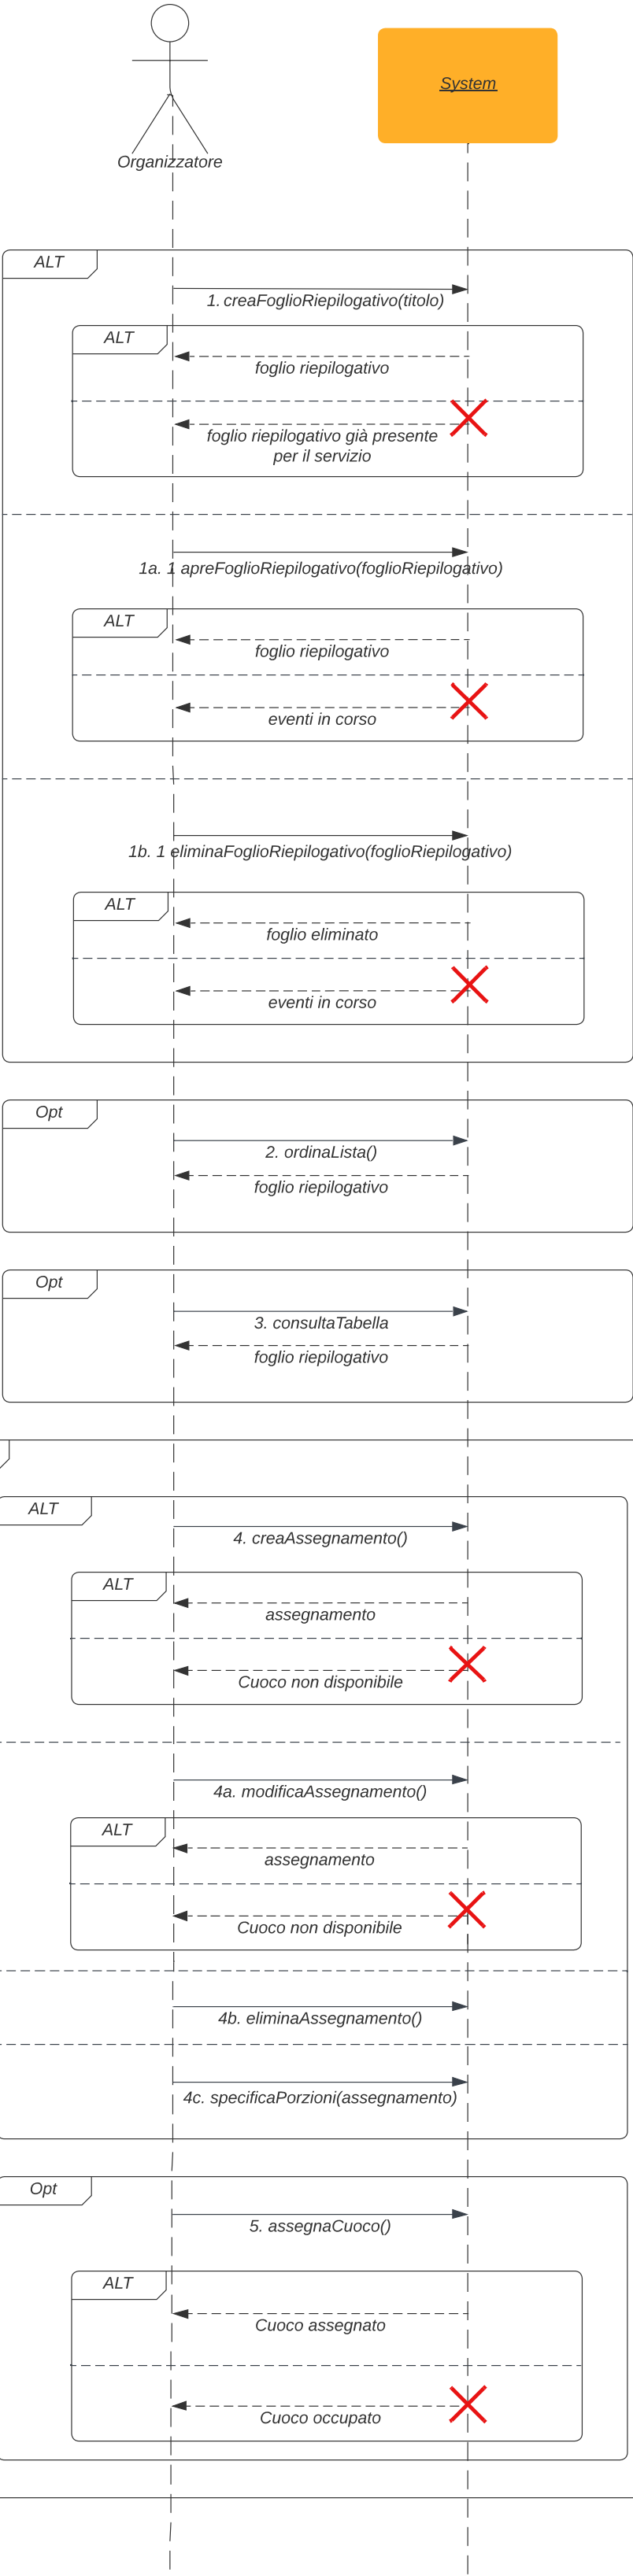 System
Organizzatore
ALT
1. creaFoglioRiepilogativo(titolo)
ALT
foglio riepilogativo
foglio riepilogativo già presente
per il servizio
1a. 1 apreFoglioRiepilogativo(foglioRiepilogativo)
ALT
foglio riepilogativo
eventi in corso
1b. 1 eliminaFoglioRiepilogativo(foglioRiepilogativo)
ALT
foglio eliminato
eventi in corso
Opt
2. ordinaLista()
foglio riepilogativo
Opt
3. consultaTabella
foglio riepilogativo
ALT
4. creaAssegnamento()
ALT
assegnamento
Cuoco non disponibile
4a. modificaAssegnamento()
ALT
assegnamento
Cuoco non disponibile
4b. eliminaAssegnamento()
4c. specificaPorzioni(assegnamento)
Opt
5. assegnaCuoco()
ALT
Cuoco assegnato
Cuoco occupato